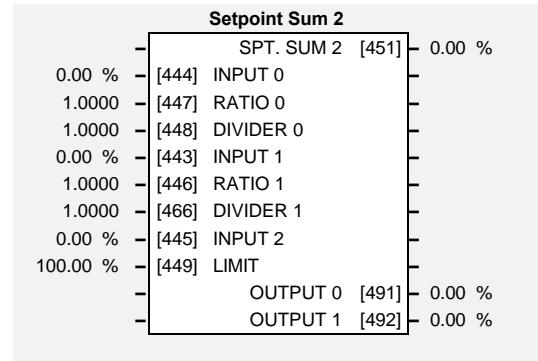 Setpoint Sum 2
SPT. SUM 2 [451] 0.00 %
0.00 % [444] INPUT 0
1.0000 [447] RATIO 0
1.0000 [448] DIVIDER 0
0.00 % [443] INPUT 1
1.0000 [446] RATIO 1
1.0000 [466] DIVIDER 1
0.00 % [445] INPUT 2
100.00 % [449] LIMIT
OUTPUT 0 [491] 0.00 %
OUTPUT 1 [492] 0.00 %